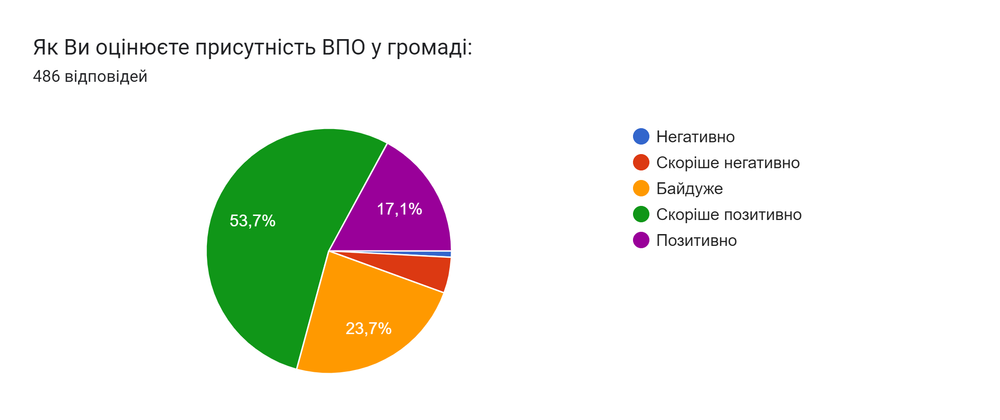 Як Ви оцінюєте присутність ВПО у громаді:
486 відповідей
Негативно
Скоріше негативно
Байдуже
Скоріше позитивно
Позитивно
17,1%
53,7%
23,7%